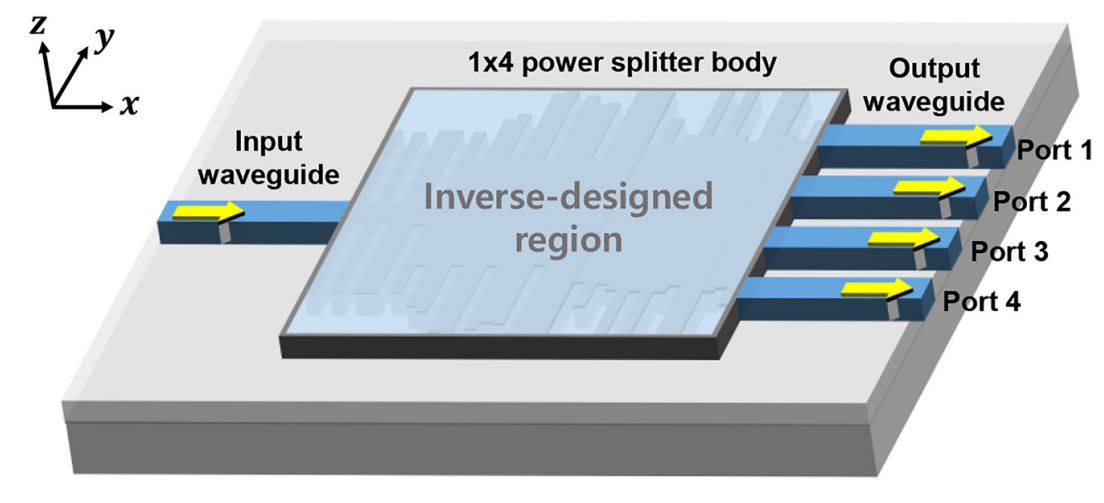 z
y
x
1x4 power splitter body
Output
waveguide
Input
waveguide
Port 1
Inverse-designed
region
Port 2
Port 3
Port 4